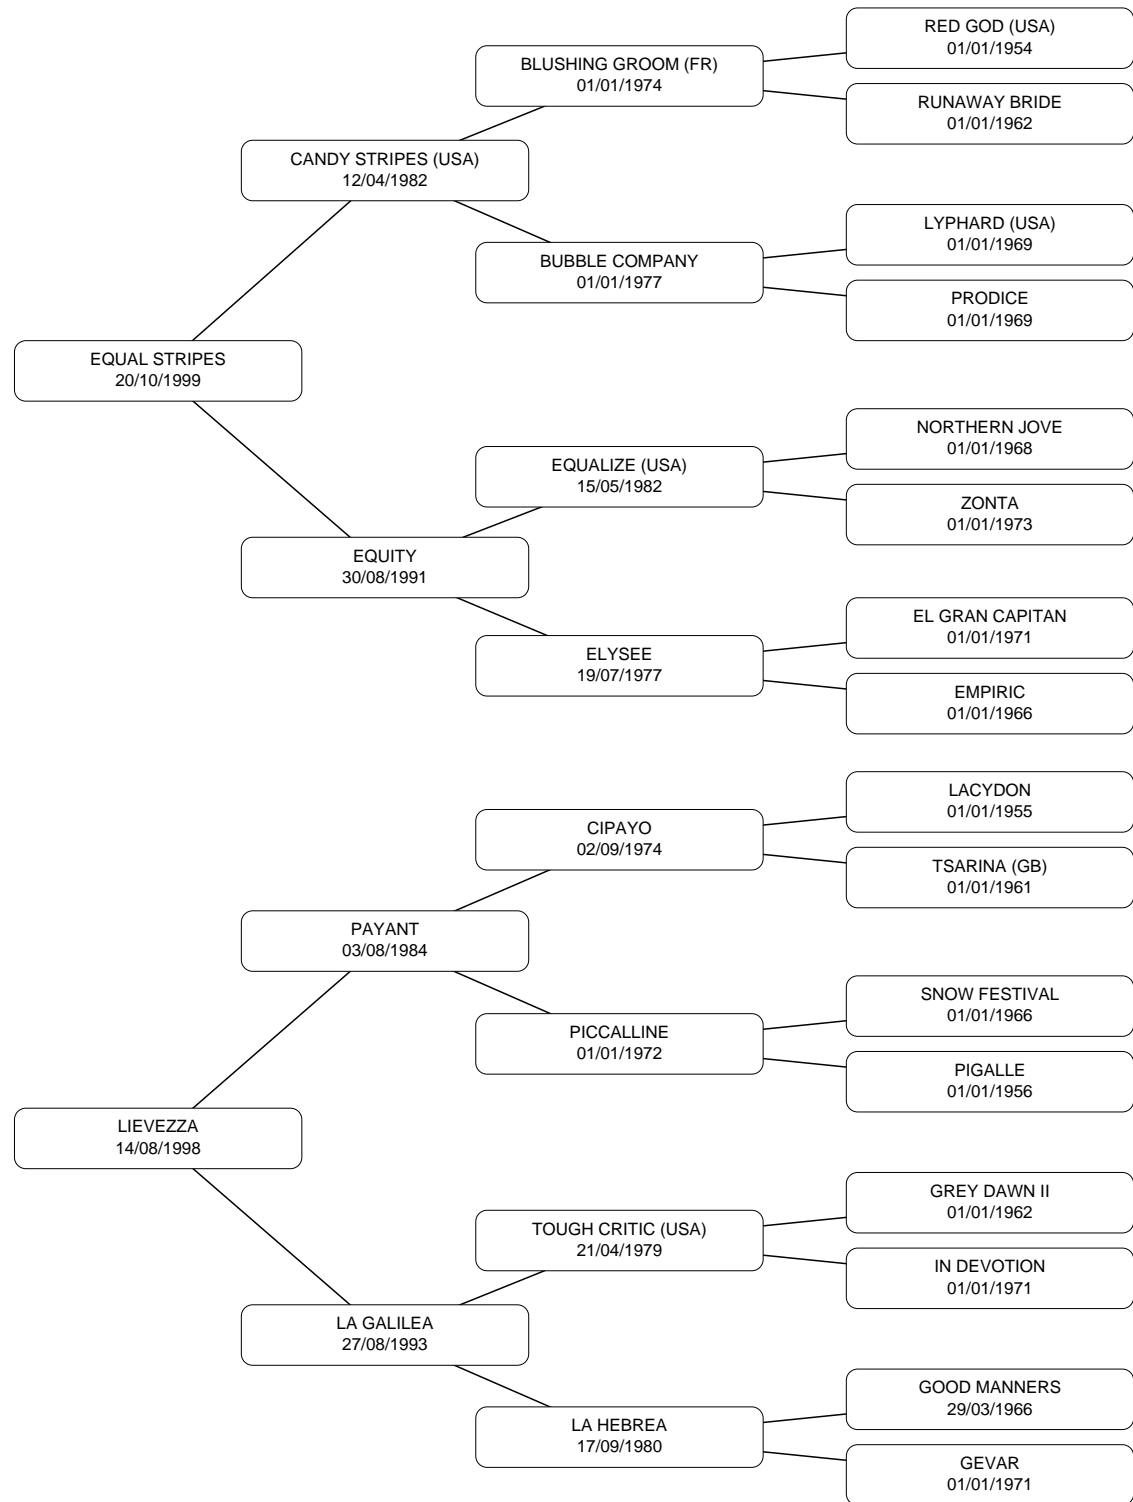 RED GOD (USA)
01/01/1954
BLUSHING GROOM (FR)
01/01/1974
RUNAWAY BRIDE
01/01/1962
CANDY STRIPES (USA)
12/04/1982
LYPHARD (USA)
01/01/1969
BUBBLE COMPANY
01/01/1977
PRODICE
01/01/1969
EQUAL STRIPES
20/10/1999
NORTHERN JOVE
01/01/1968
EQUALIZE (USA)
15/05/1982
ZONTA
01/01/1973
EQUITY
30/08/1991
EL GRAN CAPITAN
01/01/1971
ELYSEE
19/07/1977
EMPIRIC
01/01/1966
LACYDON
01/01/1955
CIPAYO
02/09/1974
TSARINA (GB)
01/01/1961
PAYANT
03/08/1984
SNOW FESTIVAL
01/01/1966
PICCALLINE
01/01/1972
PIGALLE
01/01/1956
LIEVEZZA
14/08/1998
GREY DAWN II
01/01/1962
TOUGH CRITIC (USA)
21/04/1979
IN DEVOTION
01/01/1971
LA GALILEA
27/08/1993
GOOD MANNERS
29/03/1966
LA HEBREA
17/09/1980
GEVAR
01/01/1971